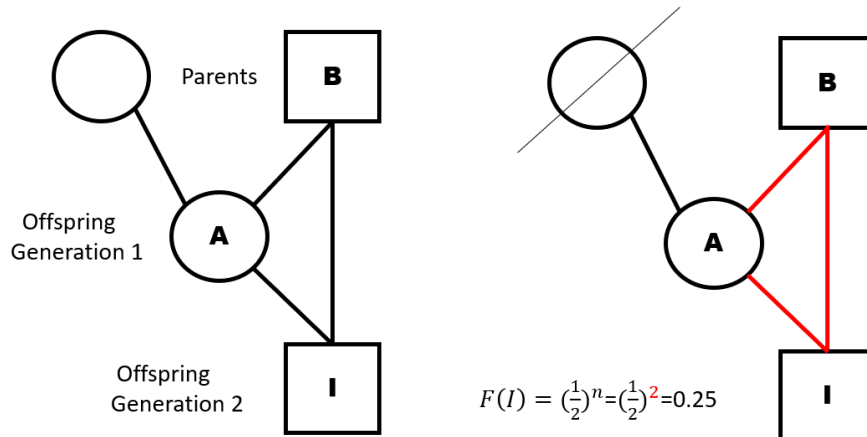 Parents
B
Offspring
Generation 1
A
Offspring
Generation 2
I
B
A
I
F(I) = (1/2)^n=(1/2)^2=0.25